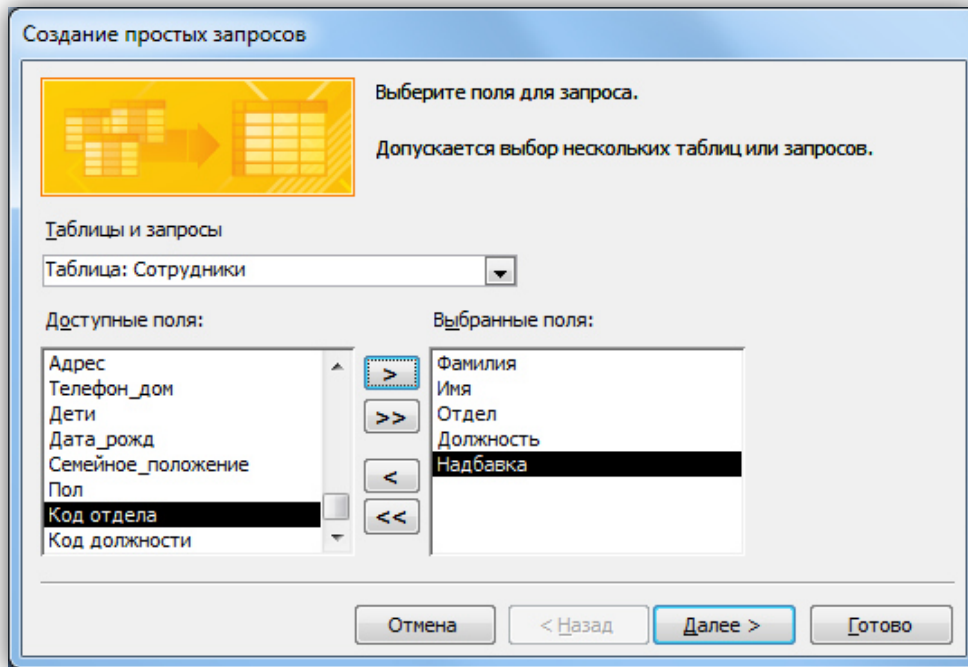 Создание простых запросов
Выберите поля для запроса.
Допускается выбор нескольких таблиц или запросов.
Таблицы и запросы
Таблица: Сотрудники
Доступные поля:
Выбранные поля:
Адрес
Телефон_дом
Дети
Дата_рожд
Семейное_положение
Пол
Код отдела
Код должности
>
>>
<
<<
Фамилия
Имя
Отдел
Должность
Надбавка
Отмена
< Назад
Далее >
Готово